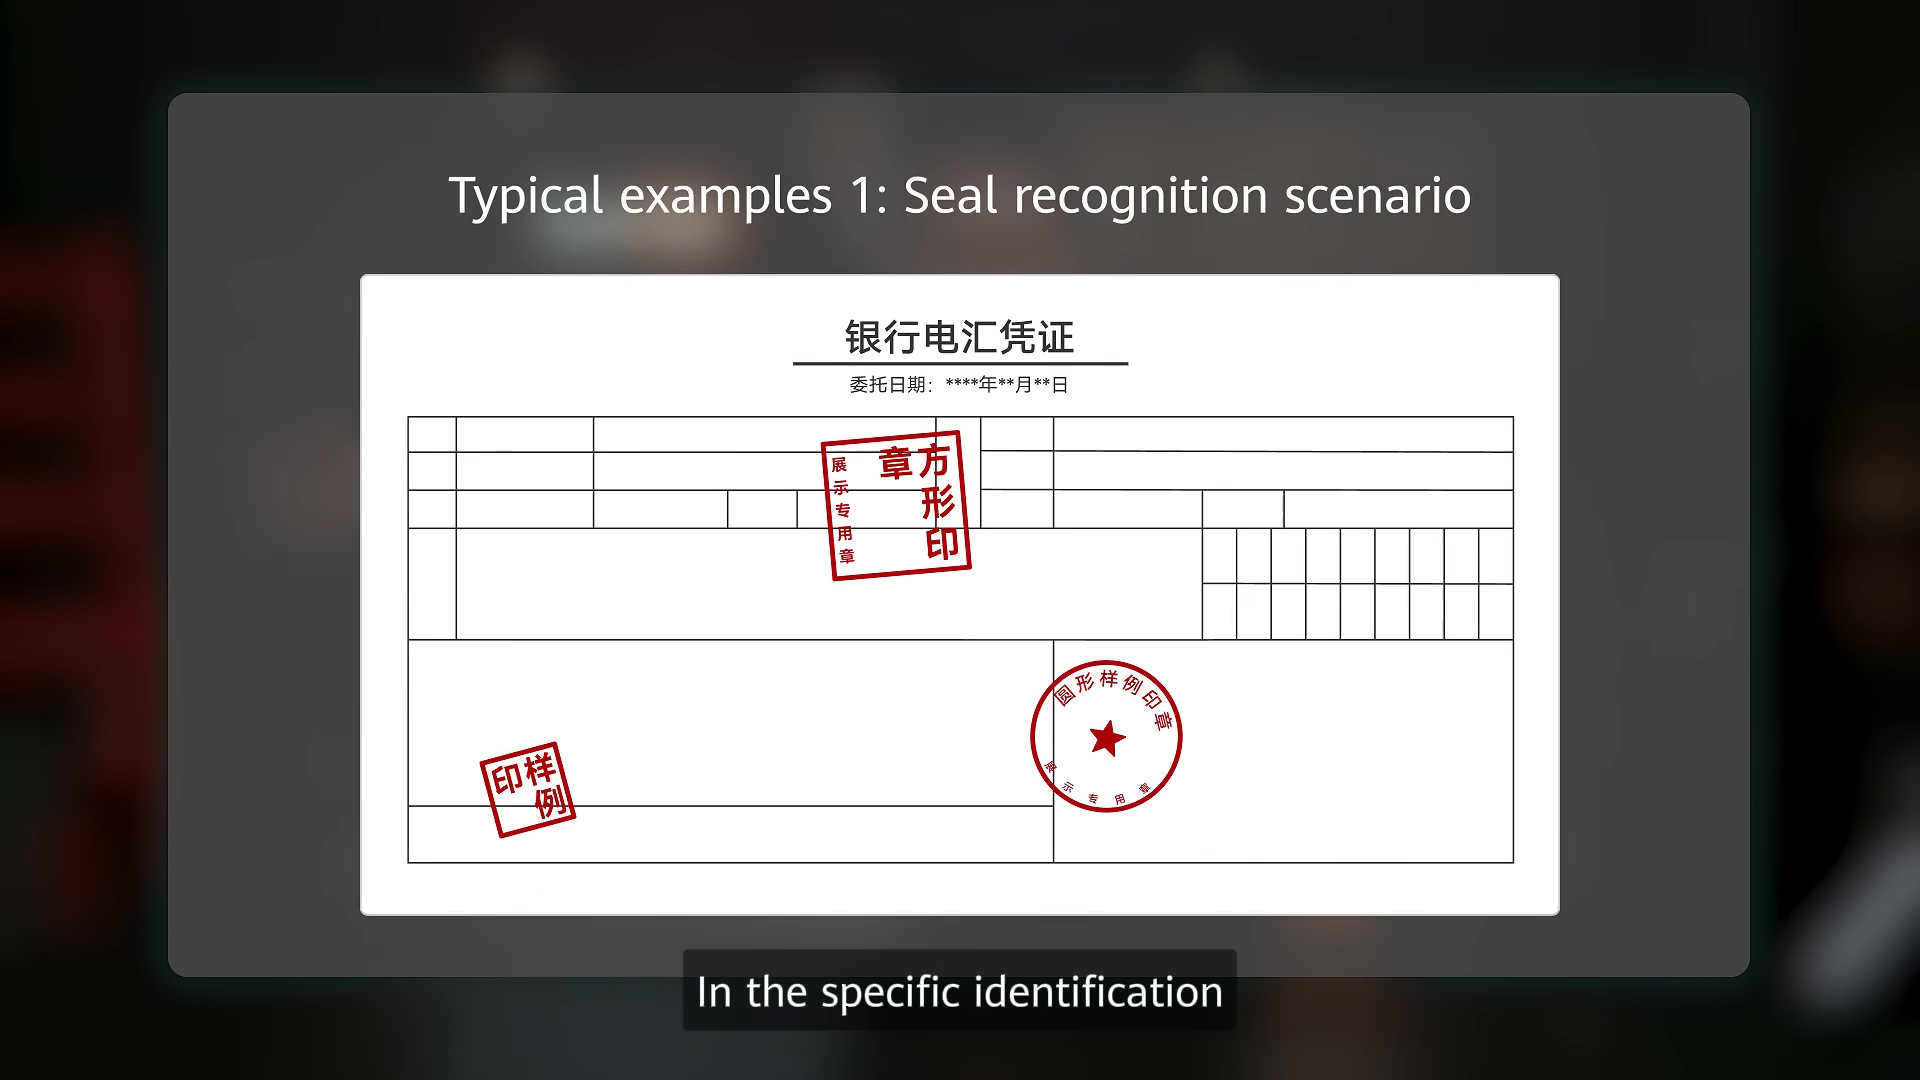 Typical examples 1: Seal recognition scenario
银行电汇凭证
委托日期：****年**月**日
方形印章
展示专用章
圆形样例印章
展示专用章
样例印
In the specific identification